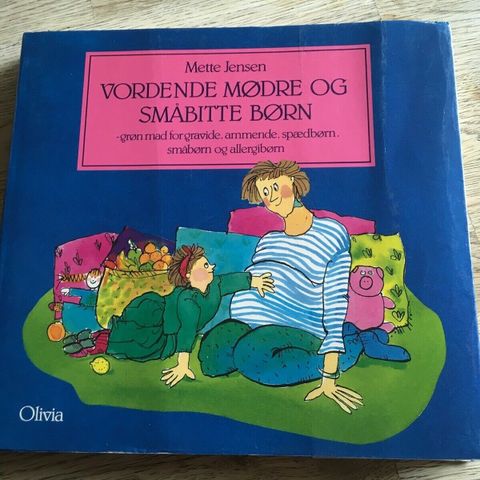 Mette Jensen
VORDENDE MØDRE OG
SMÅBITTE BØRN
-grøn mad for gravide, ammende, spædbørn,
småbørn og allergibørn
Olivia